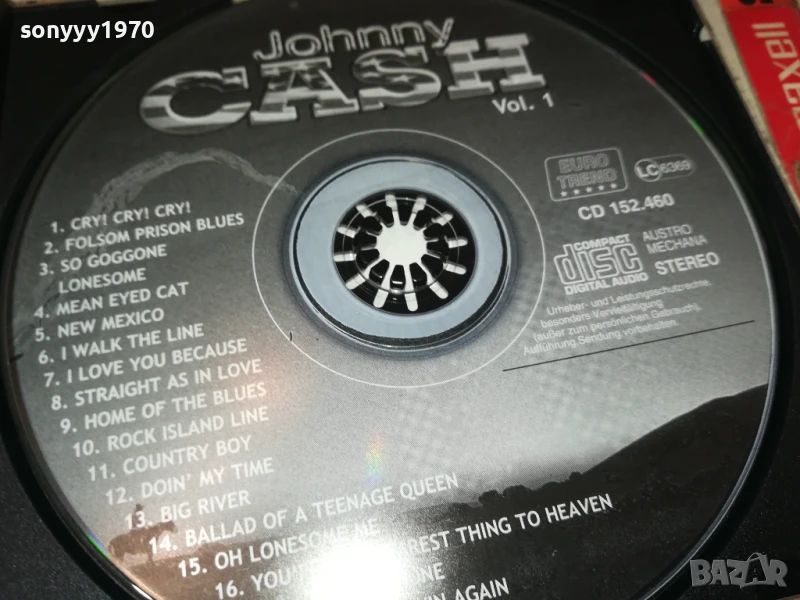 sonyyy1970
Johnny
CASH
Vol. 1
EURO
TREND
LC 6369
CD 152.460
COMPACT
disc
DIGITAL AUDIO
AUSTRO
MECHANA
STEREO
Urheber- und Leistungsschutzrechte
besonders Vervielfältigung
(außer zum persönlichen Gebrauch),
Aufführung Sendung vorbehalten.
1. CRY! CRY! CRY!
2. FOLSOM PRISON BLUES
3. SO GOGGONE
LONESOME
4. MEAN EYED CAT
5. NEW MEXICO
6. I WALK THE LINE
7. I LOVE YOU BECAUSE
8. STRAIGHT AS IN LOVE
9. HOME OF THE BLUES
10. ROCK ISLAND LINE
11. COUNTRY BOY
12. DOIN' MY TIME
13. BIG RIVER
14. BALLAD OF A TEENAGE QUEEN
15. OH LONESOME ME
16. YOU' REST THING TO HEAVEN
ONE
AGAIN
maxell
BAZAR